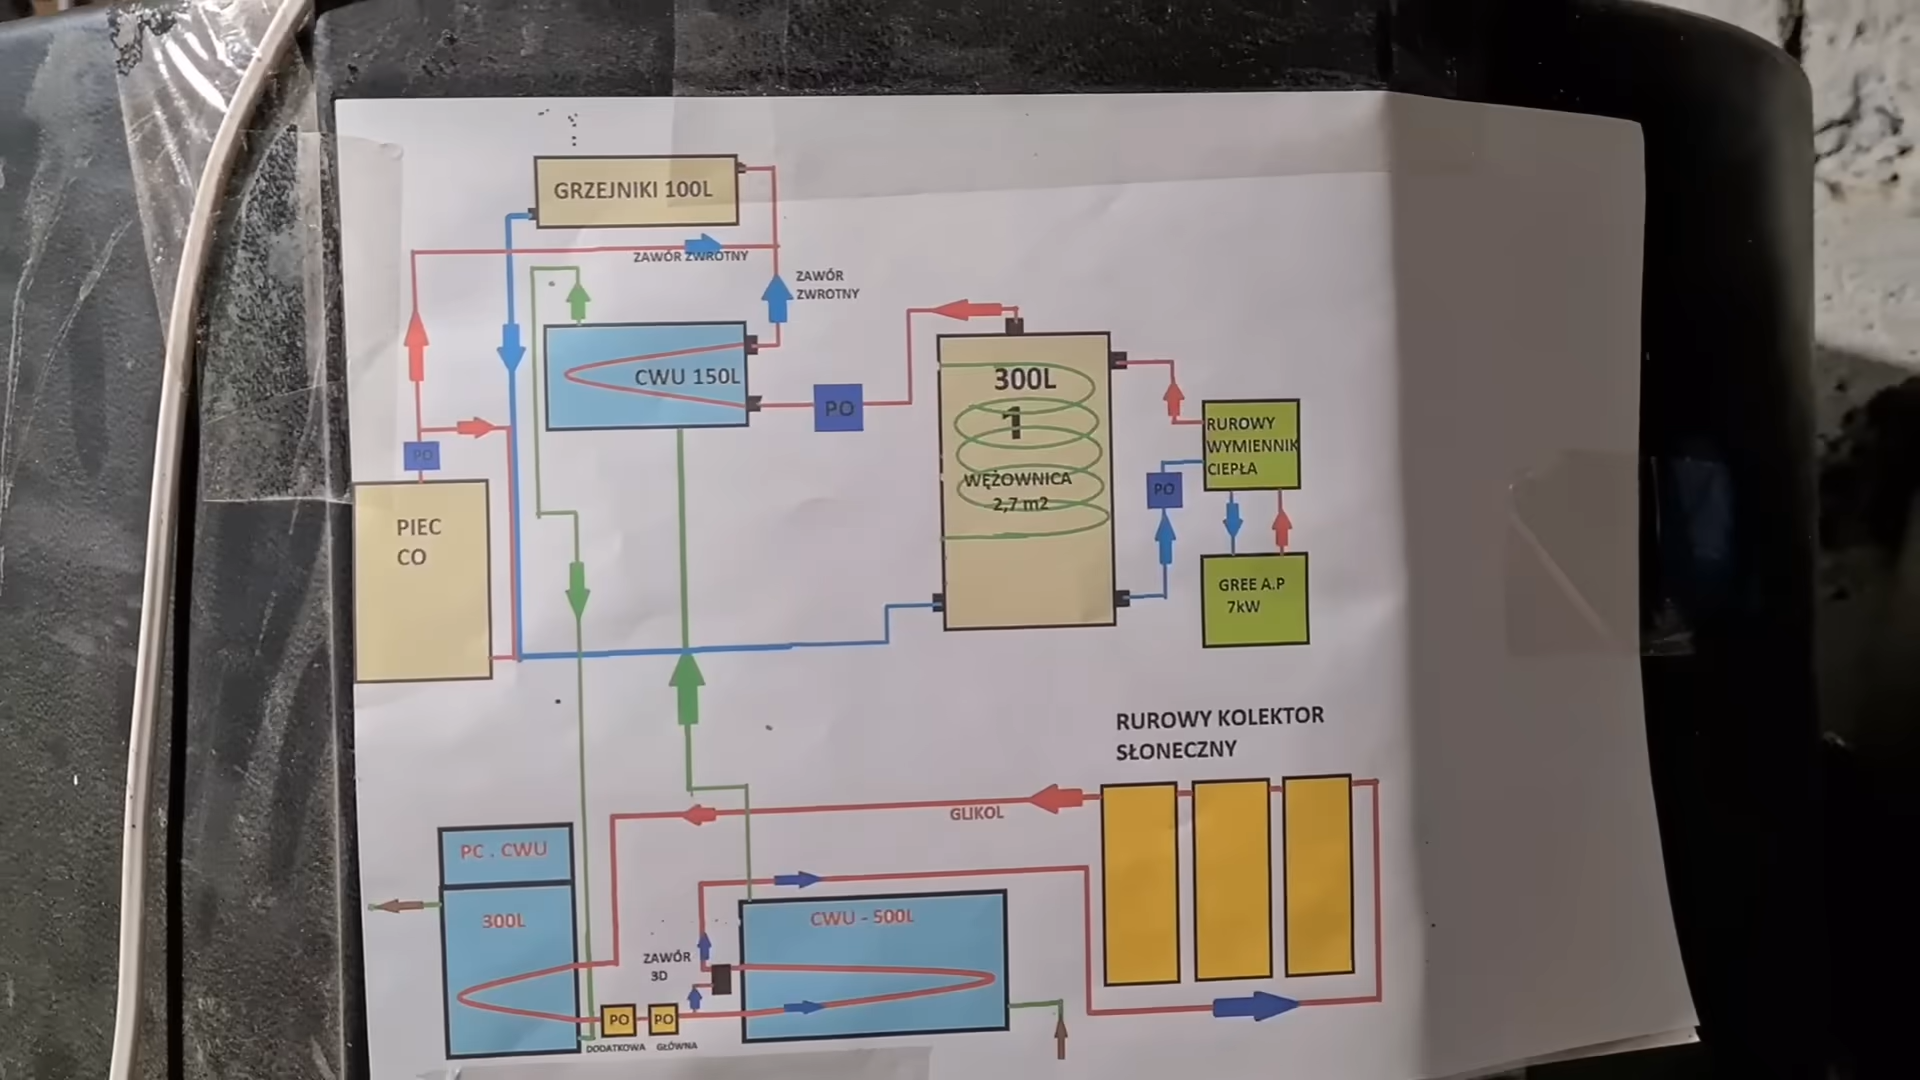 GRZEJNIKI 100L
ZAWÓR ZWROTNY
ZAWÓR
ZWROTNY
CWU 150L
PO
PO
PIEC
CO
300L
1
WĘŻOWNICA
2,7 m2
RUROWY
WYMIENNIK
CIEPŁA
PO
GREE A.P
7kW
RUROWY KOLEKTOR
SŁONECZNY
GLIKOL
PC . CWU
300L
CWU - 500L
ZAWÓR
3D
PO
PO
DODATKOWA
GŁÓWNA